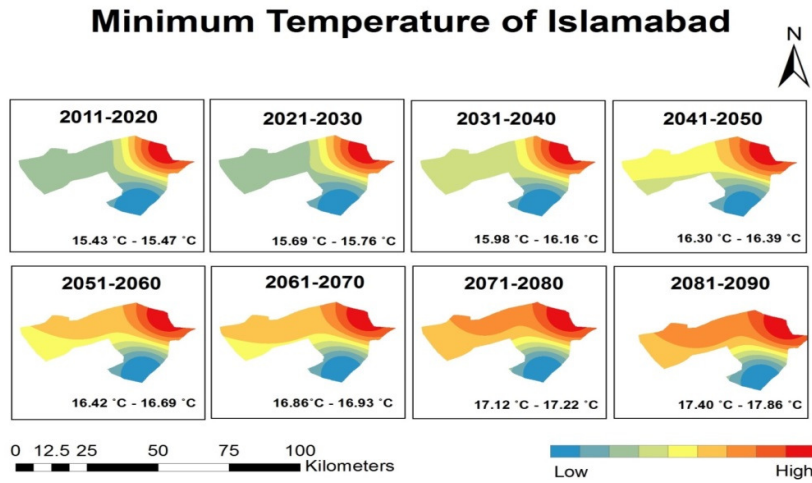 Minimum Temperature of Islamabad
N
2011-2020
15.43 °C - 15.47 °C
2021-2030
15.69 °C - 15.76 °C
2031-2040
15.98 °C - 16.16 °C
2041-2050
16.30 °C - 16.39 °C
2051-2060
16.42 °C - 16.69 °C
2061-2070
16.86°C - 16.93 °C
2071-2080
17.12 °C - 17.22 °C
2081-2090
17.40 °C - 17.86 °C
0 12.5 25 50 75 100
Kilometers
Low High